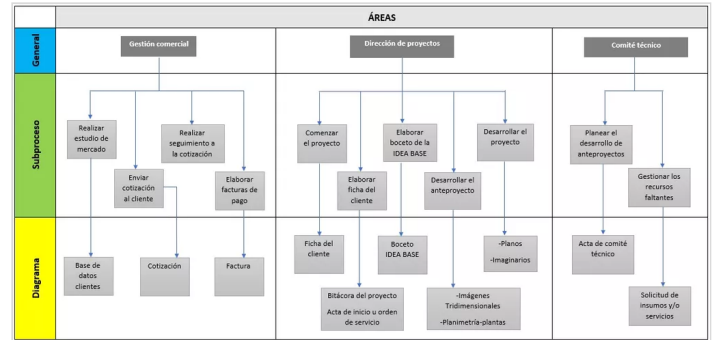 ÁREAS
General
Gestión comercial
Dirección de proyectos
Comité técnico
Subproceso
Realizar
estudio de
mercado
Enviar
cotización
al cliente
Realizar
seguimiento a
la cotización
Elaborar
facturas de
pago
Comenzar
el proyecto
Elaborar
ficha del
cliente
Elaborar
boceto de la
IDEA BASE
Desarrollar el
anteproyecto
Desarrollar el
proyecto
Planear el
desarrollo de
anteproyectos
Gestionar los
recursos
faltantes
Diagrama
Base de
datos
clientes
Cotización
Factura
Ficha del
cliente
Bitácora del proyecto
Acta de inicio u orden
de servicio
Boceto
IDEA BASE
-Imágenes
Tridimensionales
-Planimetría-plantas
-Planos
-Imaginarios
Acta de comité
técnico
Solicitud de
insumos y/o
servicios